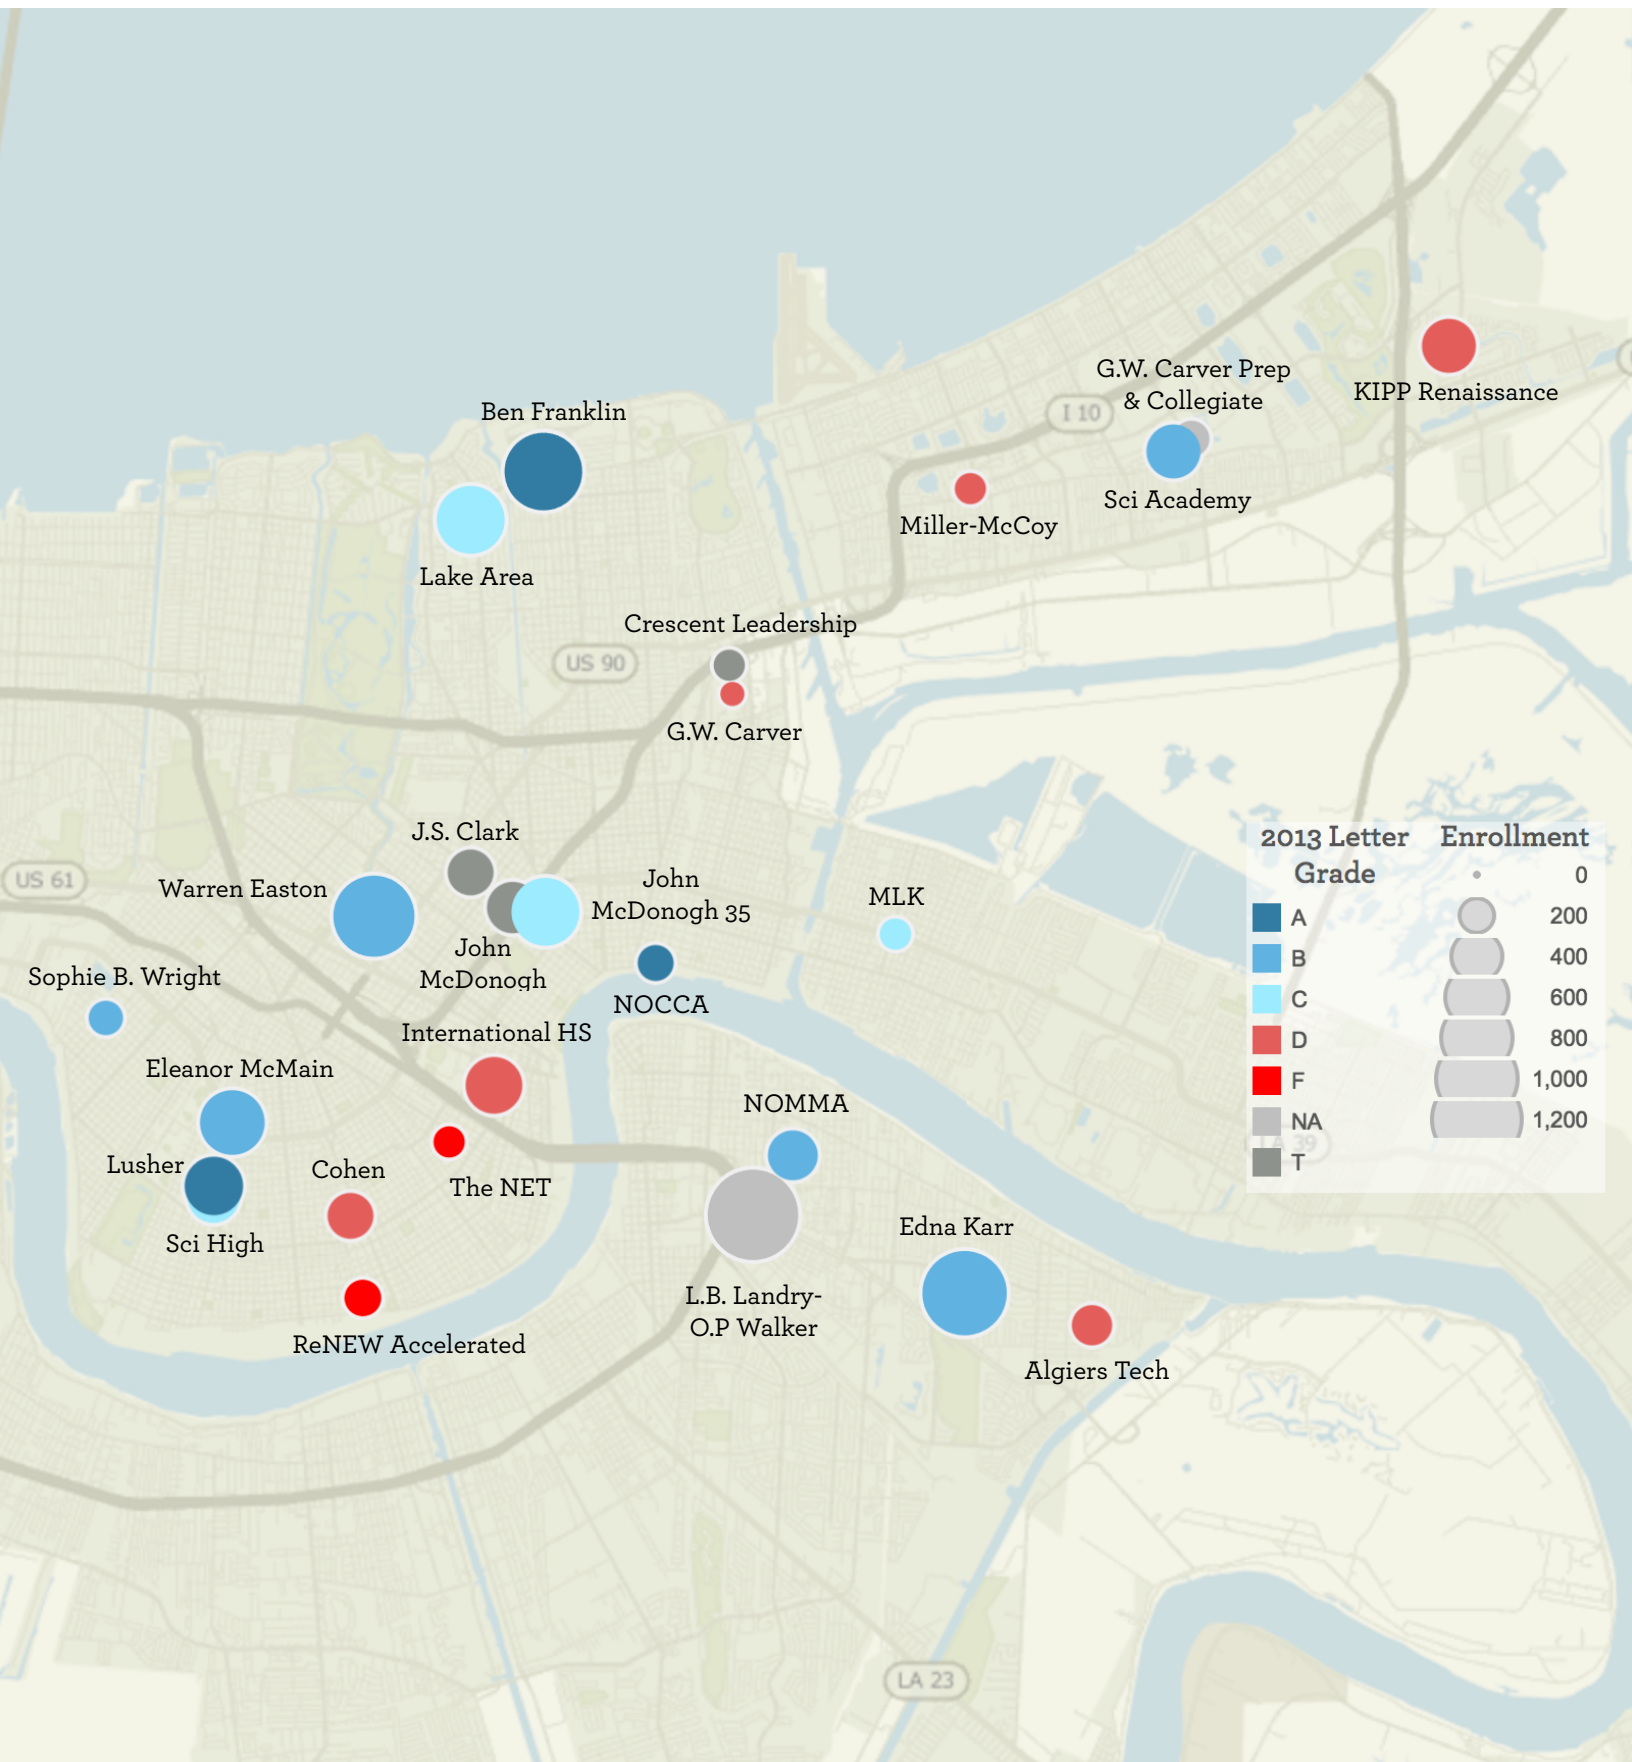 G.W. Carver Prep
& Collegiate
KIPP Renaissance
I 10
Ben Franklin
Sci Academy
Miller-McCoy
Lake Area
Crescent Leadership
US 90
G.W. Carver
J.S. Clark
2013 Letter
Grade
Enrollment
0
US 61
Warren Easton
John
McDonogh 35
MLK
A
200
John
McDonogh
B
400
Sophie B. Wright
NOCCA
C
600
International HS
D
800
Eleanor McMain
F
1,000
NOMMA
NA
1,200
LA 39
T
Lusher
Cohen
The NET
Sci High
Edna Karr
L.B. Landry-
O.P Walker
ReNEW Accelerated
Algiers Tech
LA 23